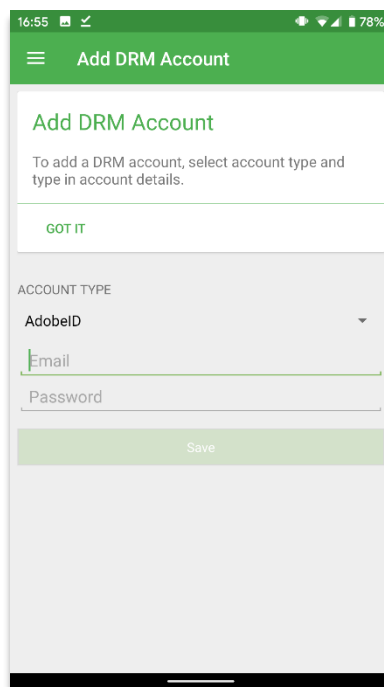 16:55 78%
Add DRM Account
Add DRM Account
To add a DRM account, select account type and
type in account details.
GOT IT
ACCOUNT TYPE
AdobeID
Email
Password
Save